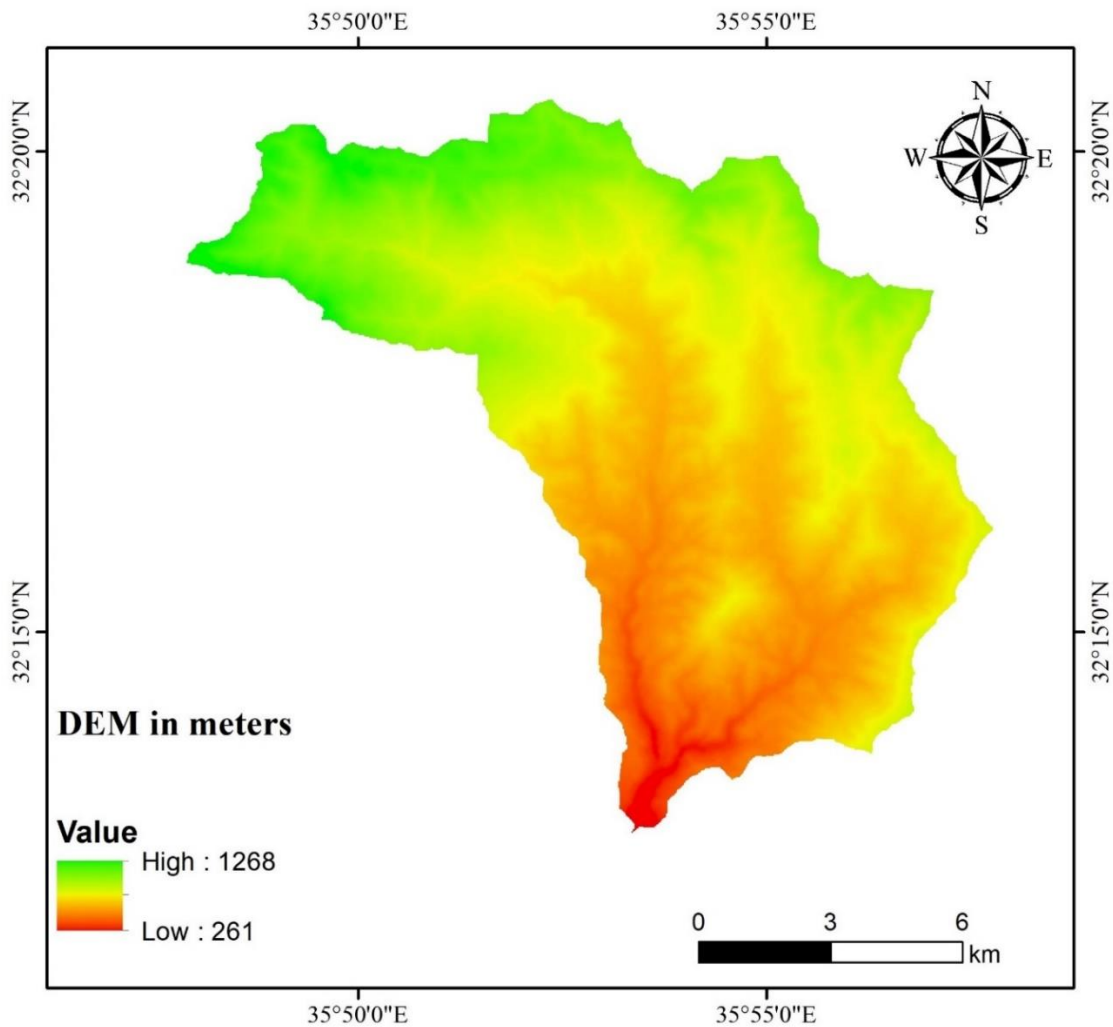 35°50'0"E
35°55'0"E
32°20'0"N
32°20'0"N
N
W
E
S
32°15'0"N
32°15'0"N
DEM in meters
Value
High : 1268
Low : 261
0 3 6
km
35°50'0"E
35°55'0"E